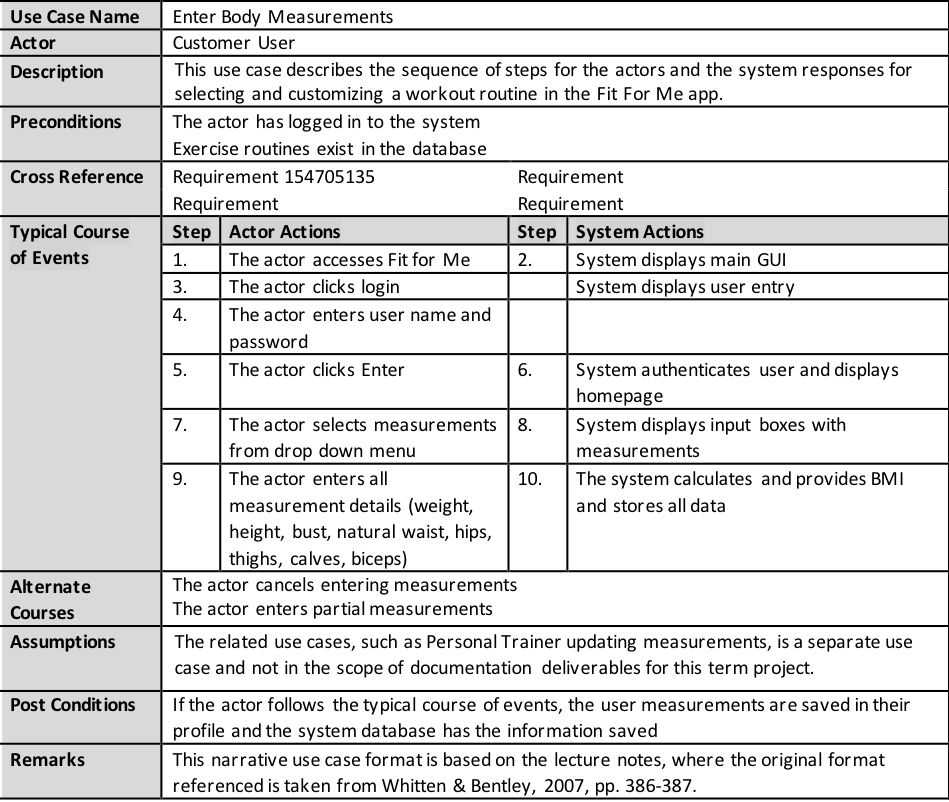 Use Case Name Enter Body Measurements
Actor Customer User
Description This use case describes the sequence of steps for the actors and the system responses for
selecting and customizing a workout routine in the Fit For Me app.
Preconditions The actor has logged in to the system
Exercise routines exist in the database
Cross Reference Requirement 154705135 Requirement
Requirement Requirement
Typical Course Step Actor Actions Step System Actions
of Events 1. The actor accesses Fit for Me 2. System displays main GUI
3. The actor clicks login System displays user entry
4. The actor enters user name and
password
5. The actor clicks Enter 6. System authenticates user and displays
homepage
7. The actor selects measurements 8. System displays input boxes with
from drop down menu measurements
9. The actor enters all 10. The system calculates and provides BMI
measurement details (weight, and stores all data
height, bust, natural waist, hips,
thighs, calves, biceps)
Alternate The actor cancels entering measurements
Courses The actor enters partial measurements
Assumptions The related use cases, such as Personal Trainer updating measurements, is a separate use
case and not in the scope of documentation deliverables for this term project.
Post Conditions If the actor follows the typical course of events, the user measurements are saved in their
profile and the system database has the information saved
Remarks This narrative use case format is based on the lecture notes, where the original format
referenced is taken from Whitten & Bentley, 2007, pp. 386-387.